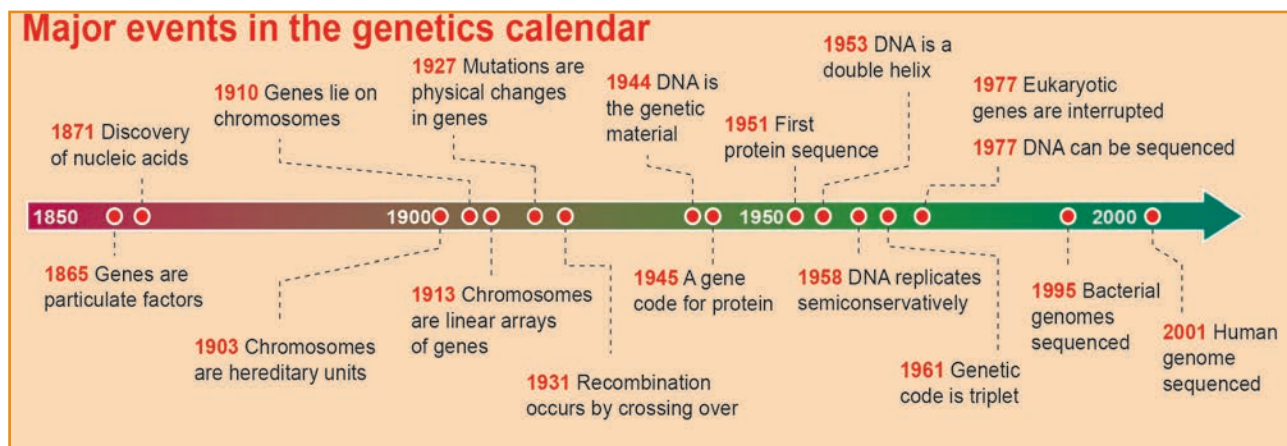 Major events in the genetics calendar
1871 Discovery
of nucleic acids
1910 Genes lie on
chromosomes
1927 Mutations are
physical changes
in genes
1944 DNA is
the genetic
material
1951 First
protein sequence
1953 DNA is a
double helix
1977 Eukaryotic
genes are interrupted
1977 DNA can be sequenced
1850
1900
1950
2000
1865 Genes are
particulate factors
1903 Chromosomes
are hereditary units
1913 Chromosomes
are linear arrays
of genes
1931 Recombination
occurs by crossing over
1945 A gene
code for protein
1958 DNA replicates
semiconservatively
1961 Genetic
code is triplet
1995 Bacterial
genomes
sequenced
2001 Human
genome
sequenced